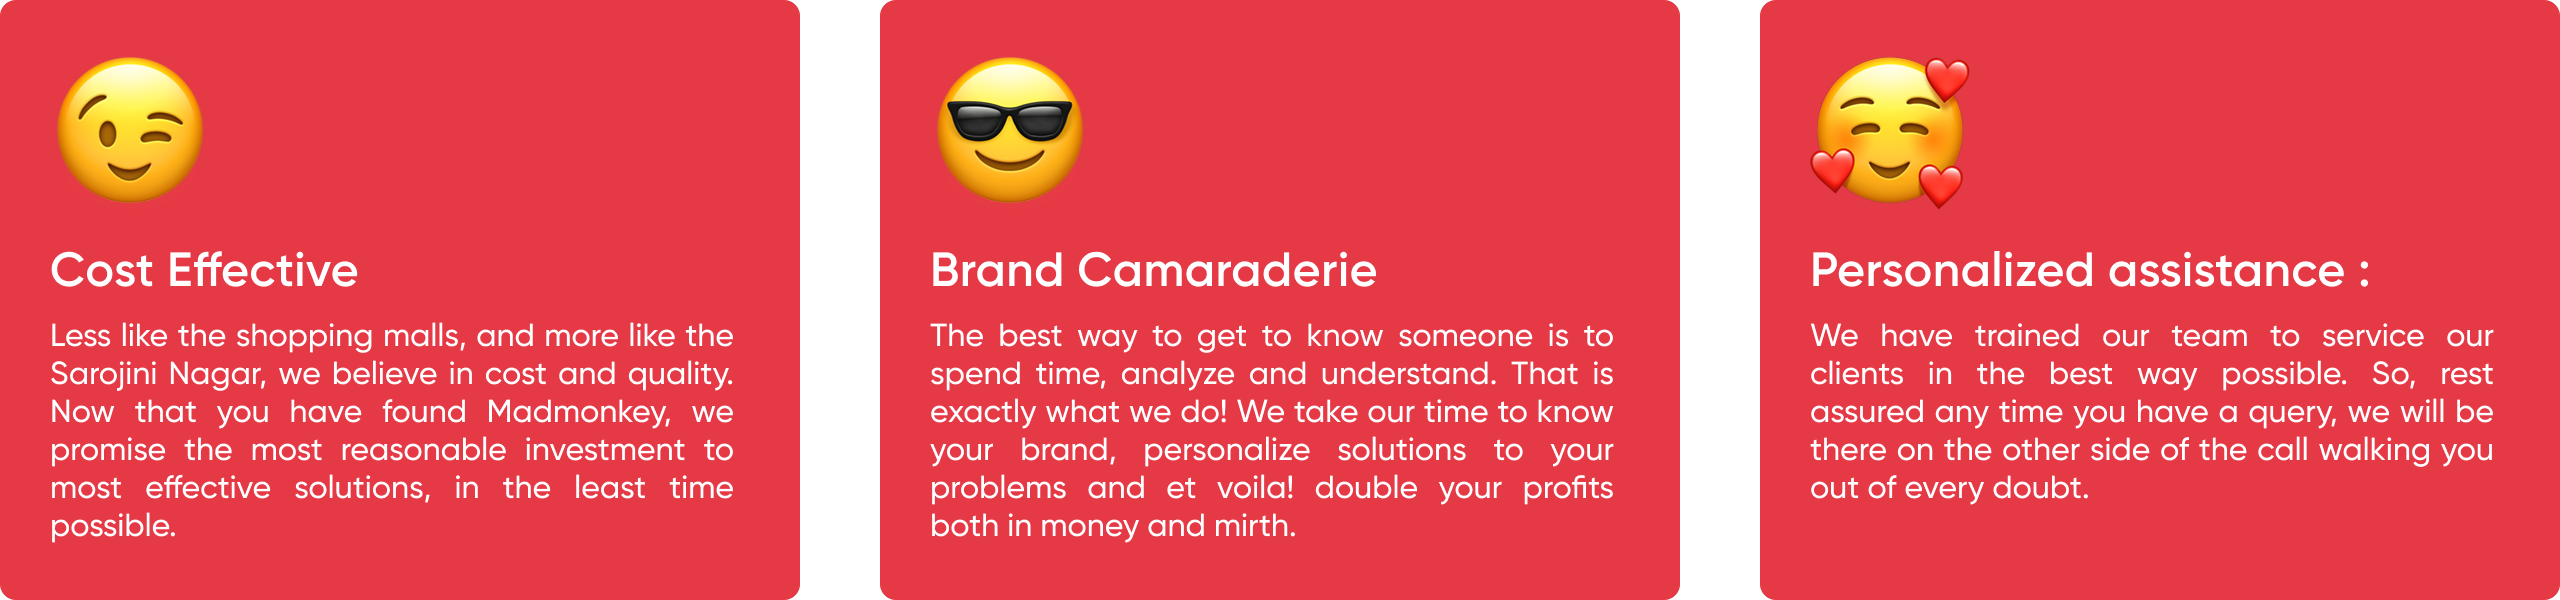 Cost Effective
Less like the shopping malls, and more like the
Sarojini Nagar, we believe in cost and quality.
Now that you have found Madmonkey, we
promise the most reasonable investment to
most effective solutions, in the least time
possible.
Brand Camaraderie
The best way to get to know someone is to
spend time, analyze and understand. That is
exactly what we do! We take our time to know
your brand, personalize solutions to your
problems and et voila! double your profits
both in money and mirth.
Personalized assistance :
We have trained our team to service our
clients in the best way possible. So, rest
assured any time you have a query, we will be
there on the other side of the call walking you
out of every doubt.